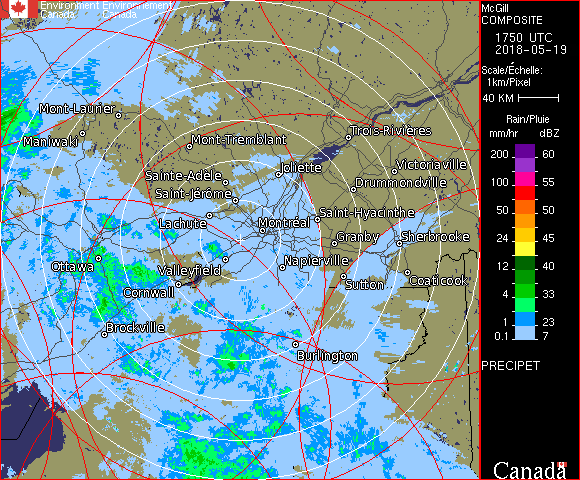 Environment Environnement
Canada Canada
McGill
COMPOSITE
1750 UTC
2018-05-19
Scale/Échelle:
1km/Pixel
40 KM
Rain/Pluie
mm/hr dBZ
200 60
100 55
50 50
24 45
12 40
4 33
1 23
0.1 7
PRECIPET
Canada
Mont-Laurier
Maniwaki
Mont-Tremblant
Trois-Rivières
Joliette
Victoriaville
Sainte-Adèle
Drummondville
Saint-Jérôme
Lachute
Saint-Hyacinthe
Montréal
Granby
Sherbrooke
Ottawa
Valleyfield
Napierville
Sutton
Coaticook
Cornwall
Brockville
Burlington